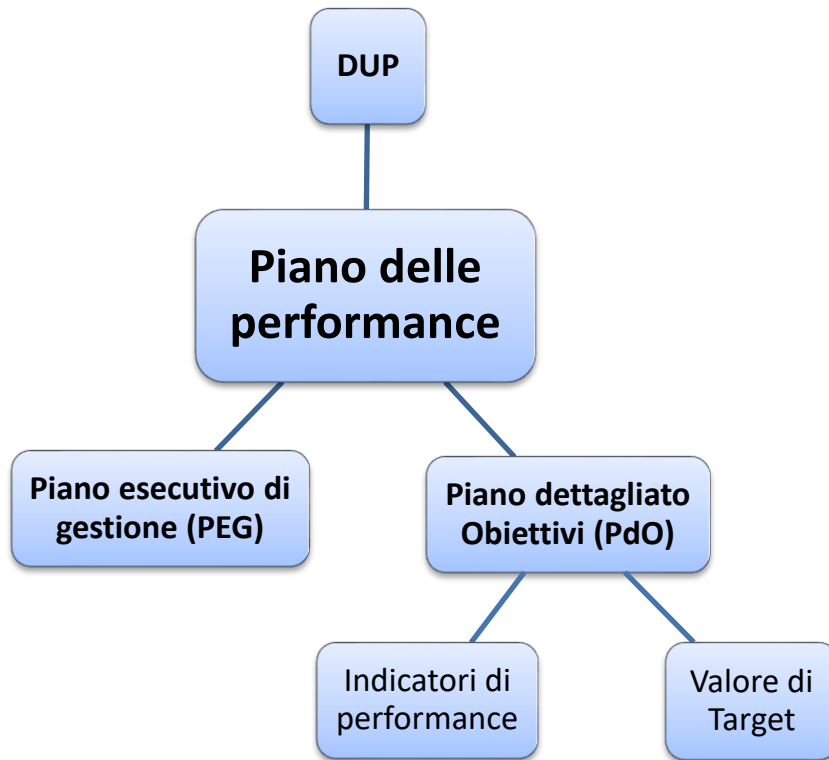 DUP
Piano delle
performance
Piano esecutivo di
gestione (PEG)
Piano dettagliato
Obiettivi (PdO)
Indicatori di
performance
Valore di
Target